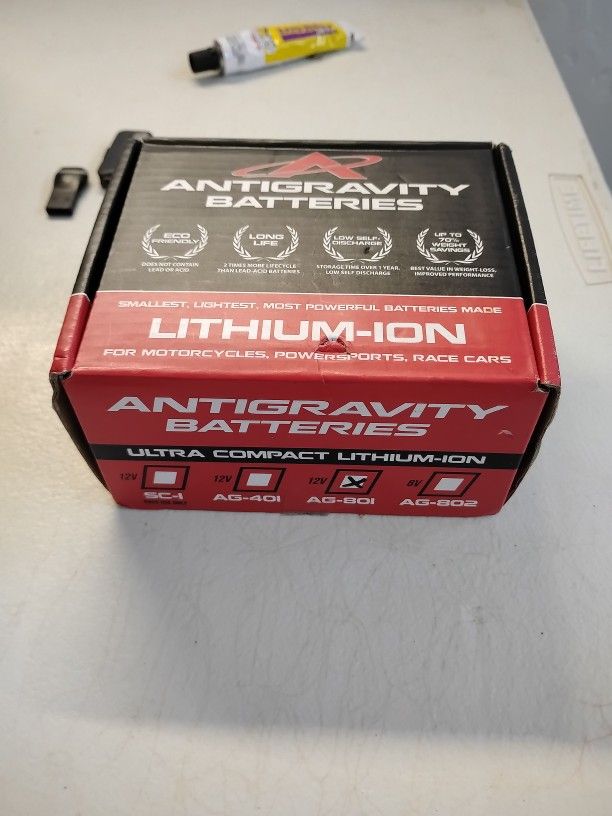 ANTIGRAVITY
BATTERIES
ECO
FRIENDLY
DOES NOT CONTAIN
LEAD OR ACID
LONG
LIFE
2 TIMES MORE LIFECYCLE
THAN LEAD-ACID BATTERIES
LOW SELF-
DISCHARGE
STORAGE TIME OVER 1 YEAR.
LOW SELF DISCHARGE
UP TO
70%
WEIGHT
SAVINGS
BEST VALUE IN WEIGHT-LOSS.
IMPROVED PERFORMANCE
SMALLEST, LIGHTEST, MOST POWERFUL BATTERIES MADE
LITHIUM-ION
FOR MOTORCYCLES, POWERSPORTS, RACE CARS
ANTIGRAVITY
BATTERIES
ULTRA COMPACT LITHIUM-ION
12V 12V 12V 6V
SC-1 AG-401 AG-801 AG-802
LIFETIME